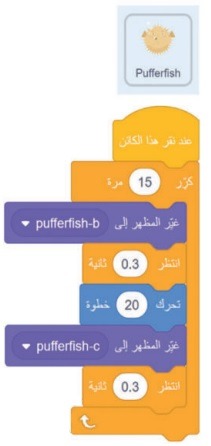 Pufferfish
عند نقر هذا الكائن
كرّر 15 مرة
غيّر المظهر إلى pufferfish-b
انتظر 0.3 ثانية
تحرك 20 خطوة
غيّر المظهر إلى pufferfish-c
انتظر 0.3 ثانية